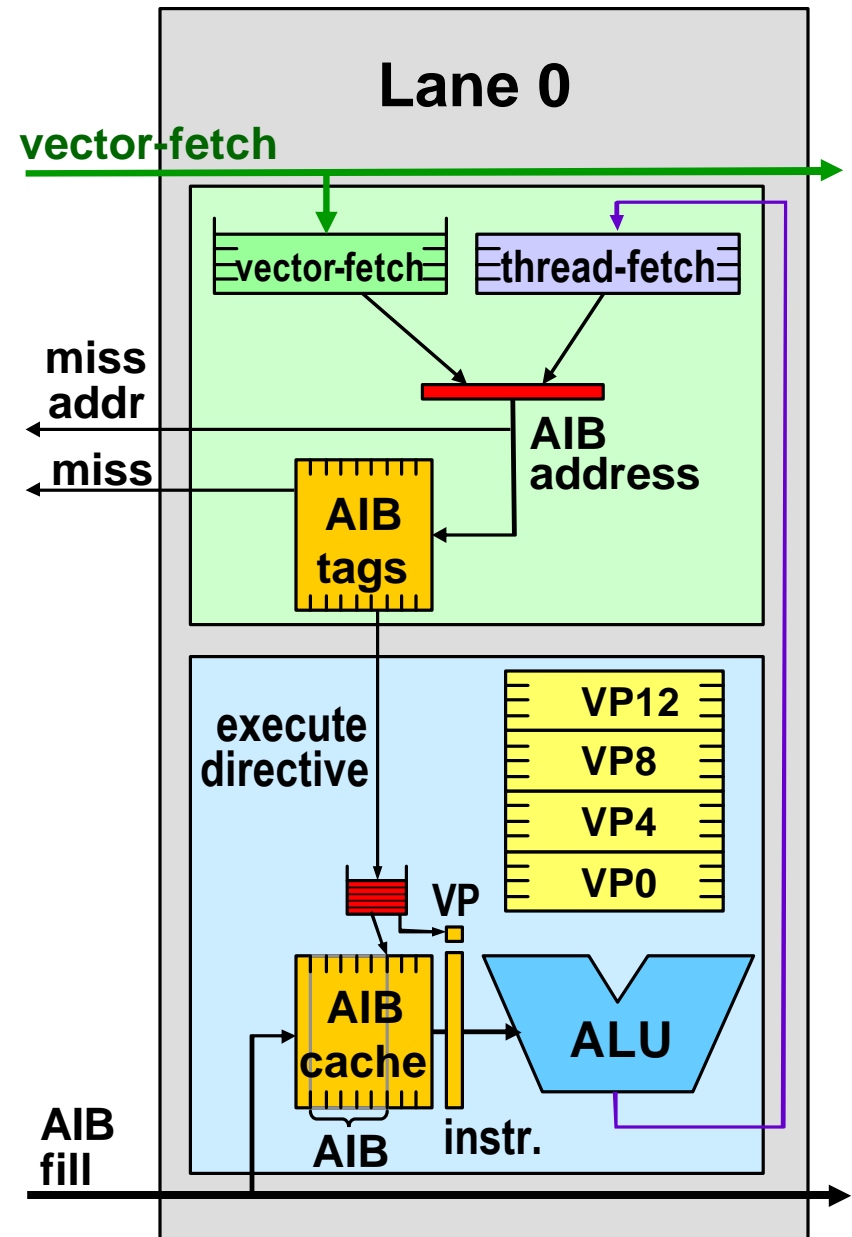 Lane 0
vector-fetch
vector-fetch
thread-fetch
miss
addr
AIB
address
miss
AIB
tags
execute
directive
VP12
VP8
VP4
VP0
VP
AIB
cache
ALU
AIB
instr.
AIB
fill